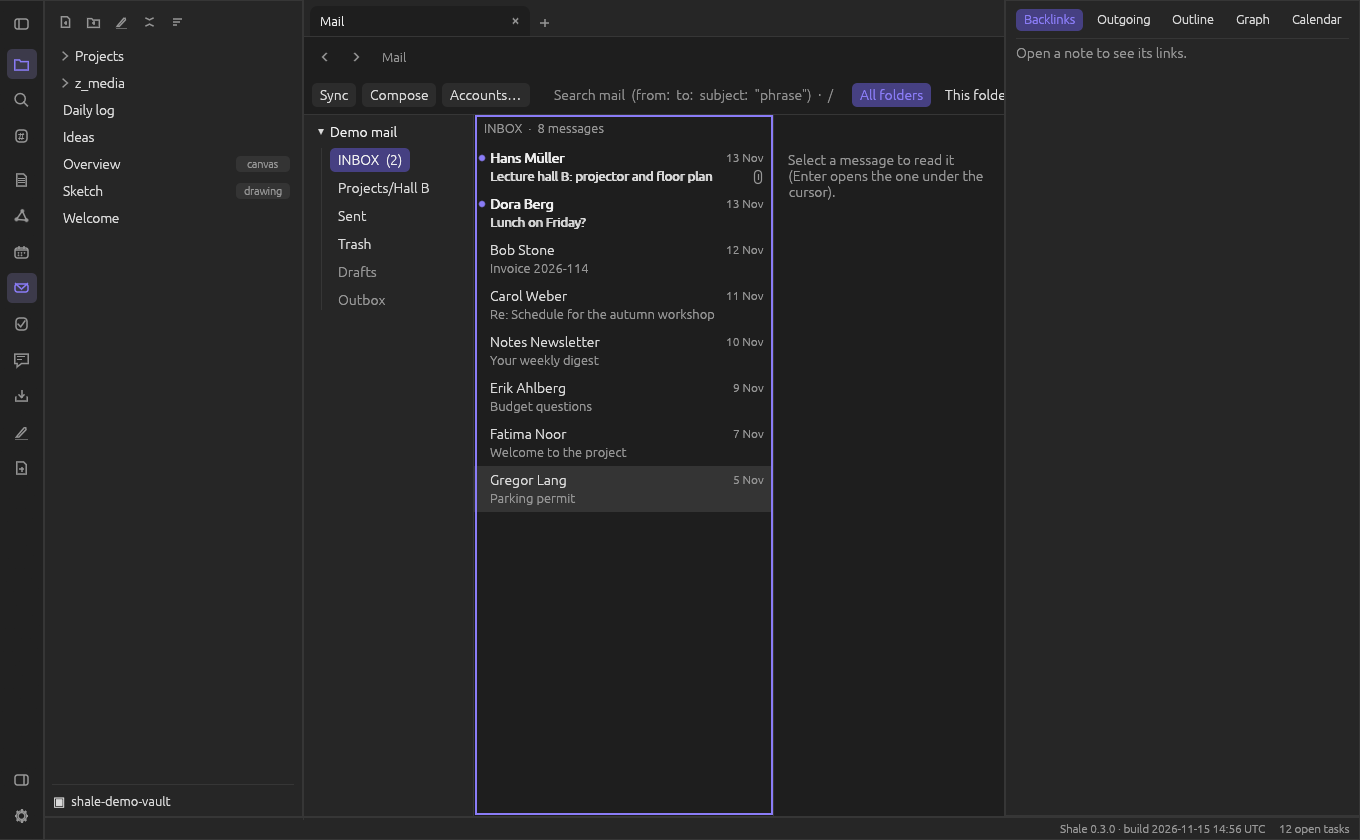 Projects
z_media
Daily log
Ideas
Overview canvas
Sketch drawing
Welcome
shale-demo-vault
Mail
Mail
Sync Compose Accounts… Search mail (from: to: subject: "phrase") · / All folders This folde
Demo mail
INBOX (2)
Projects/Hall B
Sent
Trash
Drafts
Outbox
INBOX · 8 messages
Hans Müller 13 Nov
Lecture hall B: projector and floor plan
Dora Berg 13 Nov
Lunch on Friday?
Bob Stone 12 Nov
Invoice 2026-114
Carol Weber 11 Nov
Re: Schedule for the autumn workshop
Notes Newsletter 10 Nov
Your weekly digest
Erik Ahlberg 9 Nov
Budget questions
Fatima Noor 7 Nov
Welcome to the project
Gregor Lang 5 Nov
Parking permit
Select a message to read it
(Enter opens the one under the
cursor).
Backlinks Outgoing Outline Graph Calendar
Open a note to see its links.
Shale 0.3.0 · build 2026-11-15 14:56 UTC 12 open tasks